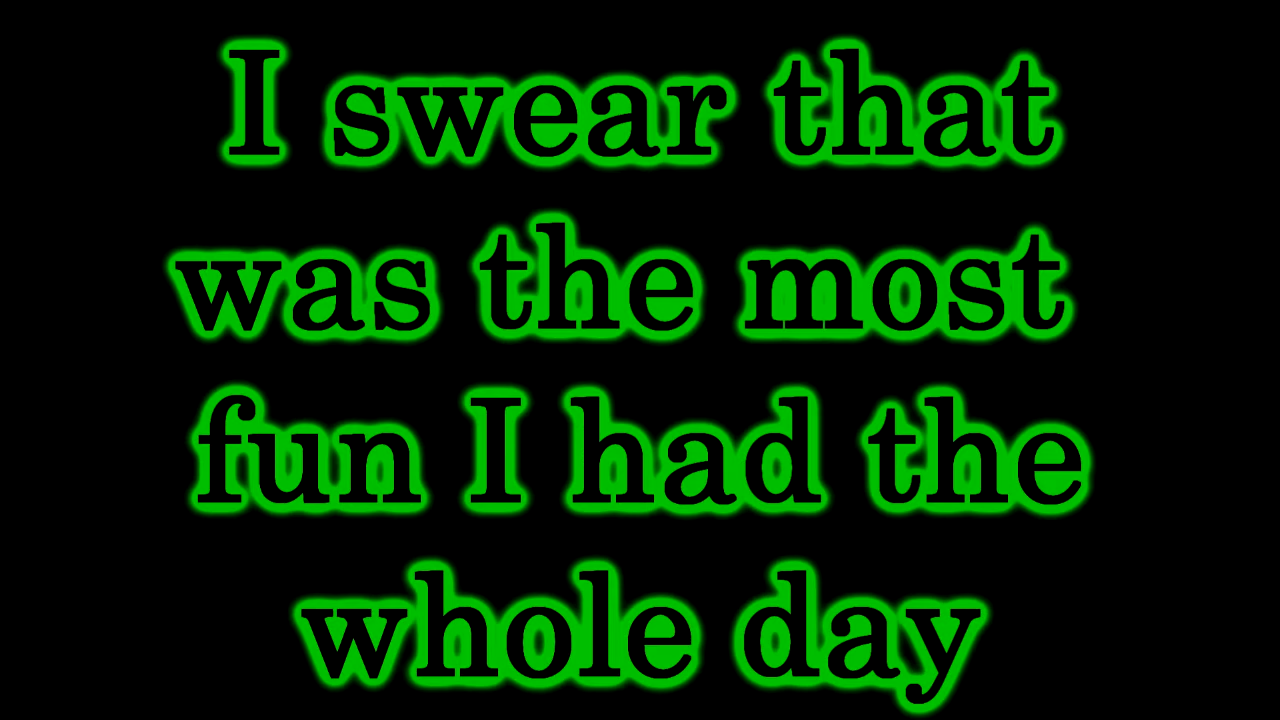 I swear that
was the most
fun I had the
whole day